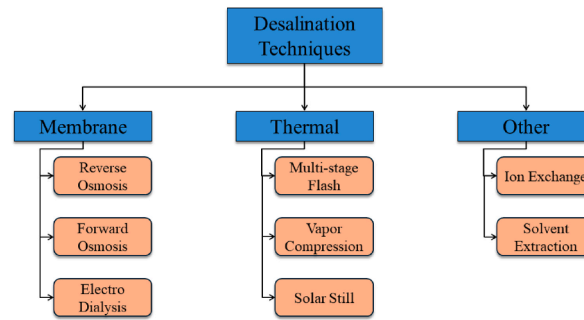 Desalination
Techniques
Membrane
Thermal
Other
Reverse
Osmosis
Multi-stage
Flash
Ion Exchange
Forward
Osmosis
Vapor
Compression
Solvent
Extraction
Electro
Dialysis
Solar Still